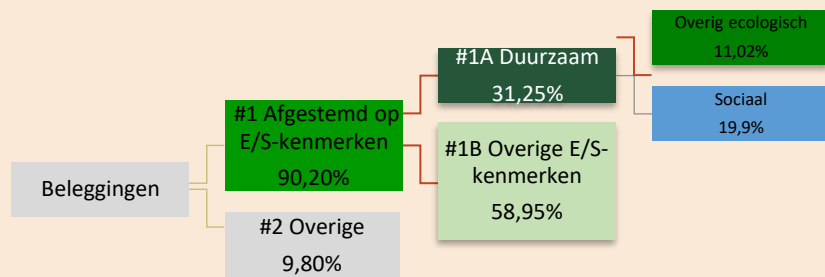 Beleggingen
#1 Afgestemd op
E/S-kenmerken
90,20%
#2 Overige
9,80%
#1A Duurzaam
31,25%
#1B Overige E/S-
kenmerken
58,95%
Overig ecologisch
11,02%
Sociaal
19,9%